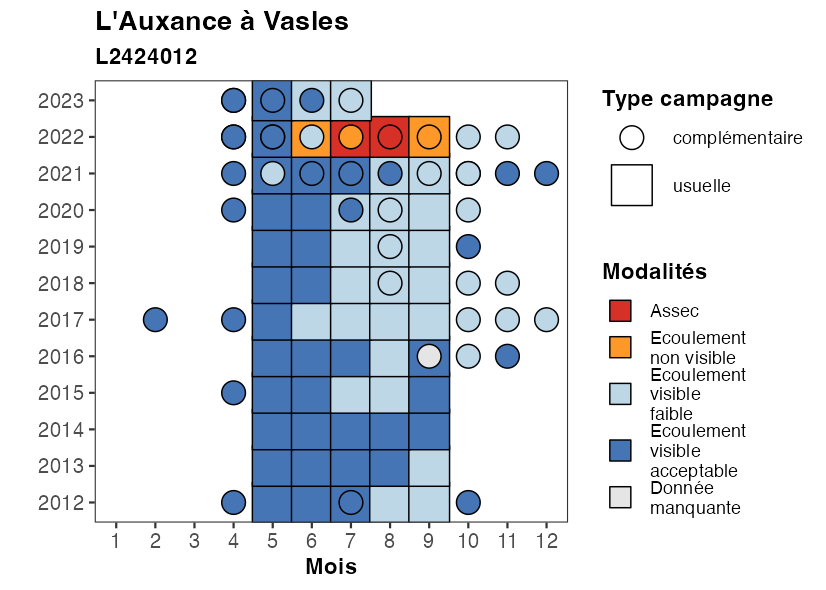 L'Auxance à Vasles
L2424012
2023
2022
2021
2020
2019
2018
2017
2016
2015
2014
2013
2012
1 2 3 4 5 6 7 8 9 10 11 12
Mois
Type campagne
complémentaire
usuelle
Modalités
Assec
Ecoulement
non visible
Ecoulement
visible
faible
Ecoulement
visible
acceptable
Donnée
manquante